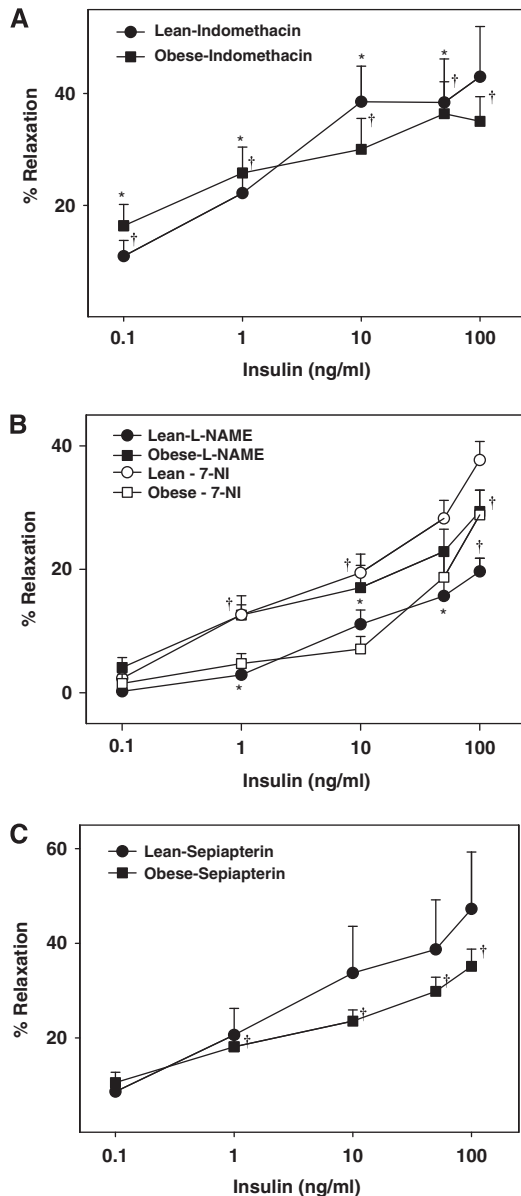 A
Lean-Indomethacin
Obese-Indomethacin
% Relaxation
40
20
* * * *
† † † † †
0.1 1 10 100
Insulin (ng/ml)
B
Lean-L-NAME
Obese-L-NAME
Lean - 7-NI
Obese - 7-NI
% Relaxation
40
20
0
† † † †
* * *
0.1 1 10 100
Insulin (ng/ml)
C
Lean-Sepiapterin
Obese-Sepiapterin
% Relaxation
60
40
20
† † † †
0.1 1 10 100
Insulin (ng/ml)